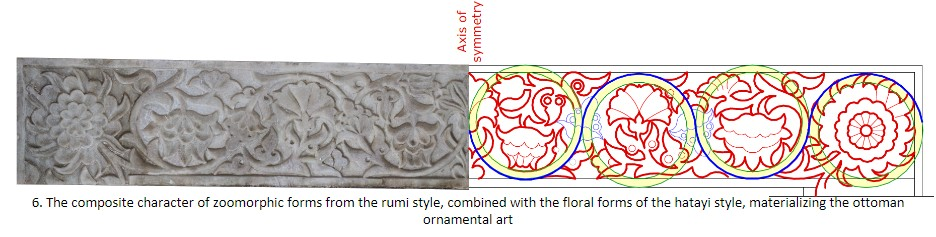 Axis of
symmetry
6. The composite character of zoomorphic forms from the rumi style, combined with the floral forms of the hatayi style, materializing the ottoman
ornamental art